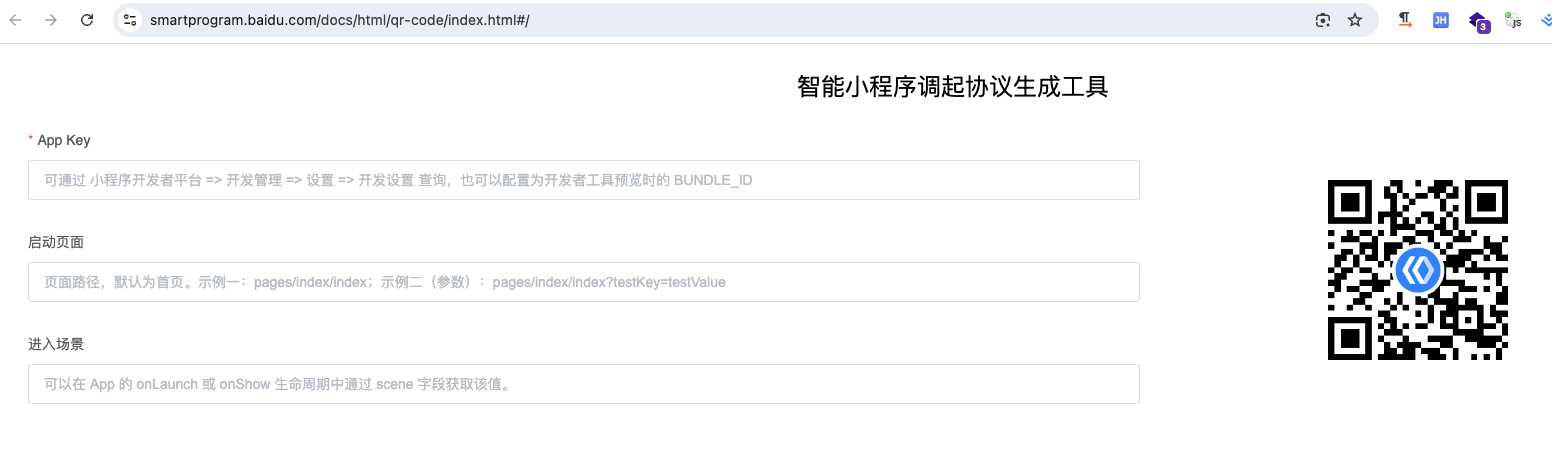 smartprogram.baidu.com/docs/html/qr-code/index.html#/
JH
3
js
智能小程序调起协议生成工具
* App Key
可通过 小程序开发者平台 => 开发管理 => 设置 => 开发设置 查询，也可以配置为开发者工具预览时的 BUNDLE_ID
启动页面
页面路径，默认为首页。示例一：pages/index/index；示例二（参数）：pages/index/index?testKey=testValue
进入场景
可以在 App 的 onLaunch 或 onShow 生命周期中通过 scene 字段获取该值。